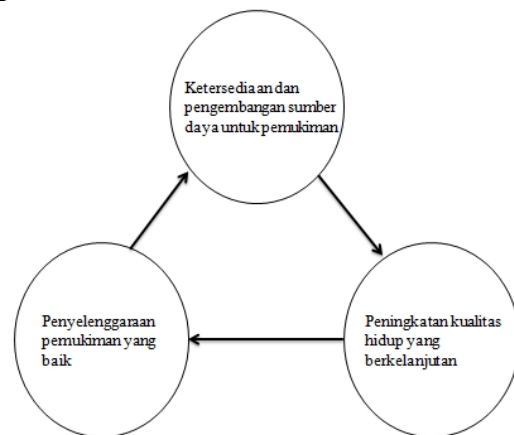 Ketersediaan dan
pengembangan sumber
daya untuk pemukiman
Penyelenggaraan
pemukiman yang
baik
Peningkatan kualitas
hidup yang
berkelanjutan